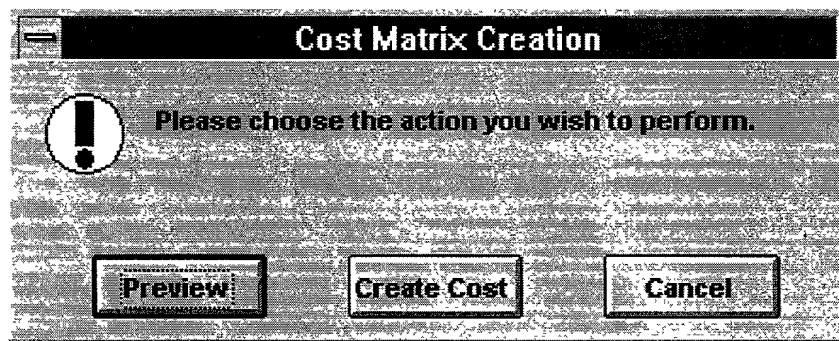 Cost Matrix Creation
Please choose the action you wish to perform.
Preview Create Cost Cancel